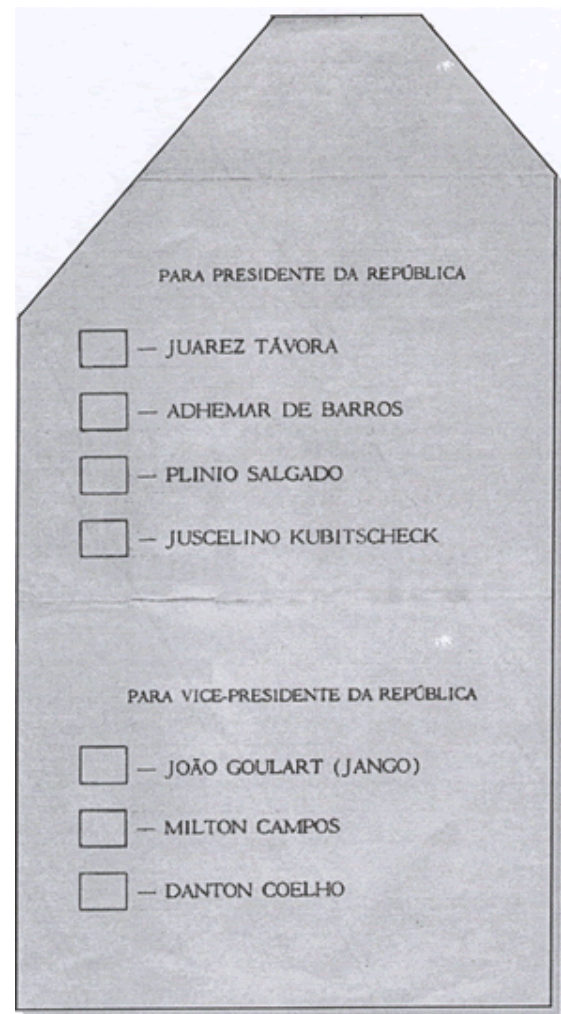 PARA PRESIDENTE DA REPÚBLICA
— JUAREZ TÁVORA
— ADHEMAR DE BARROS
— PLINIO SALGADO
— JUSCELINO KUBITSCHECK
PARA VICE-PRESIDENTE DA REPÚBLICA
— JOÃO GOULART (JANGO)
— MILTON CAMPOS
— DANTON COELHO